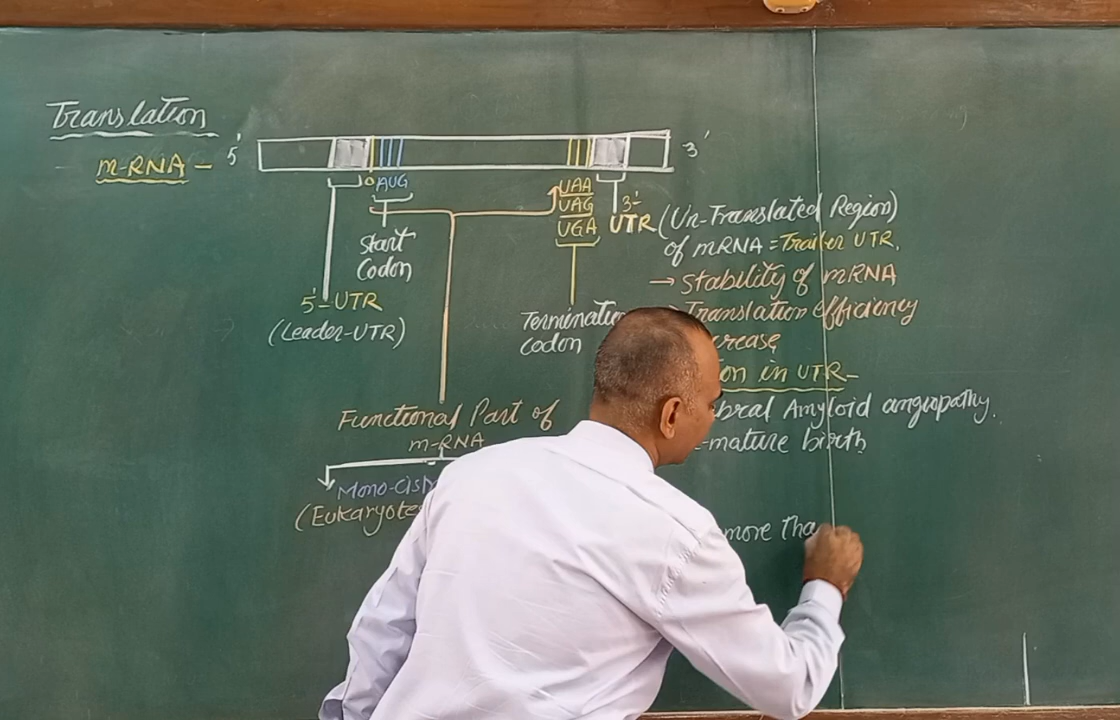 Translation
m-RNA -
5'
3'
AUG
UAA
UAG
UGA
Start
Codon
5'-UTR
(Leader-UTR)
Termination
Codon
3'-
UTR (Un-Translated Region)
of mRNA = Trailer UTR.
→ Stability of mRNA
Translation efficiency
crease
on in UTR-
bral Amyloid angiopathy.
-mature birth
Functional Part of
m-RNA
Mono-Cist
(Eukaryote
more Tha